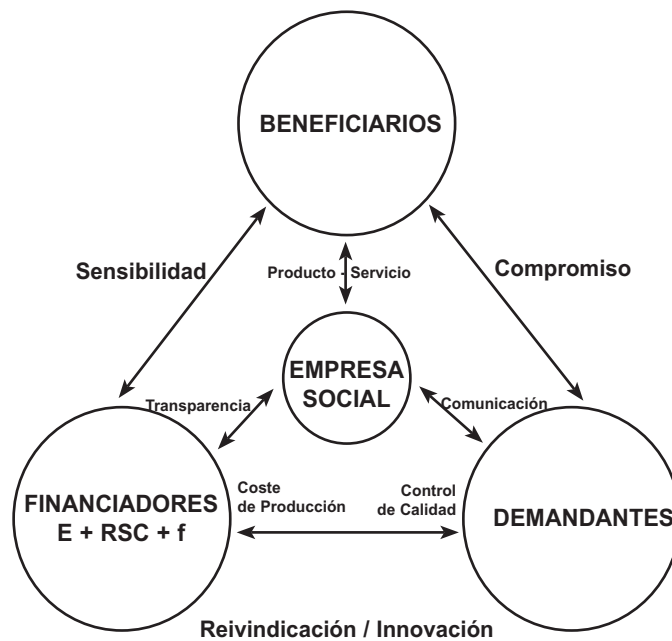 BENEFICIARIOS
Sensibilidad
Producto - Servicio
Compromiso
EMPRESA
SOCIAL
Transparencia
Comunicación
FINANCIADORES
E + RSC + f
Coste
de Producción
Control
de Calidad
DEMANDANTES
Reivindicación / Innovación